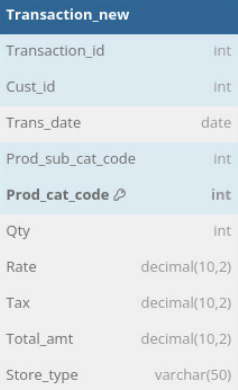 Transaction_new
Transaction_id int
Cust_id int
Trans_date date
Prod_sub_cat_code int
Prod_cat_code int
Qty int
Rate decimal(10,2)
Tax decimal(10,2)
Total_amt decimal(10,2)
Store_type varchar(50)